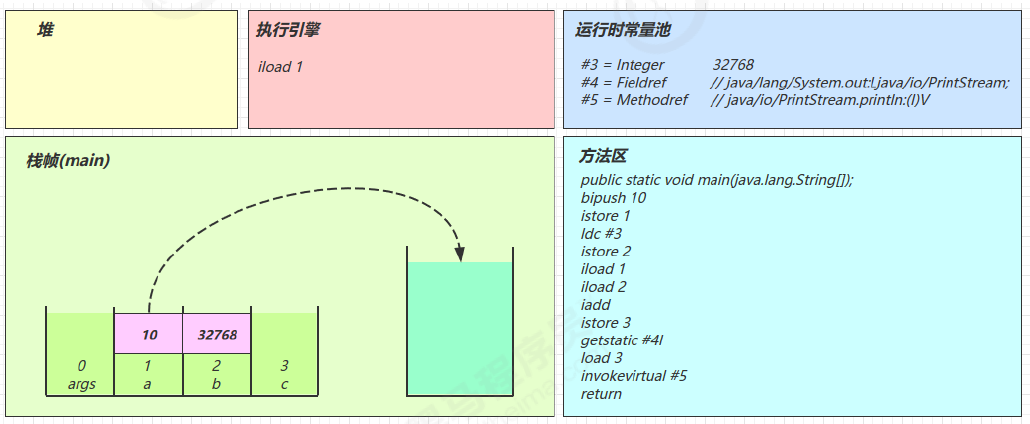 堆
执行引擎
iload 1
运行时常量池
#3 = Integer 32768
#4 = Fieldref // java/lang/System.out:Ljava/io/PrintStream;
#5 = Methodref // java/io/PrintStream.println:(I)V
栈帧(main)
10 32768
0 1 2 3
args a b c
方法区
public static void main(java.lang.String[]);
bipush 10
istore 1
ldc #3
istore 2
iload 1
iload 2
iadd
istore 3
getstatic #4l
load 3
invokevirtual #5
return